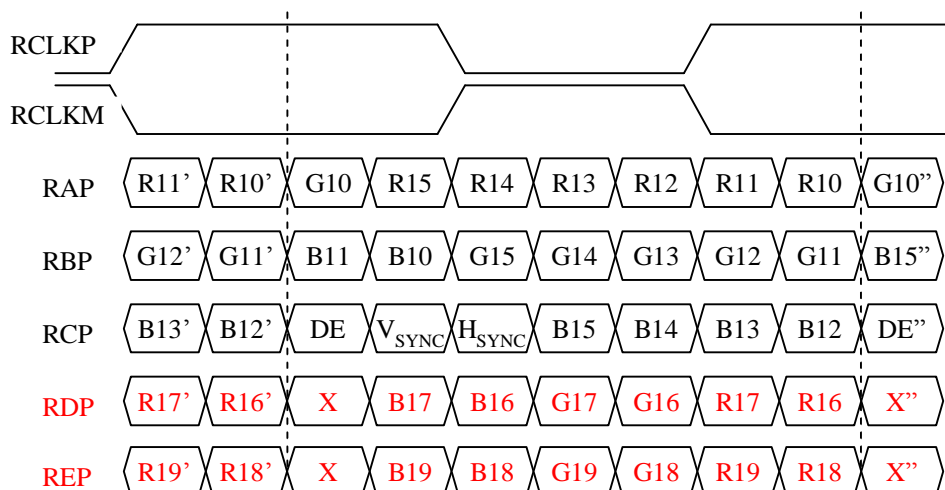 RCLKP
RCLKM
RAP R11’ R10’ G10 R15 R14 R13 R12 R11 R10 G10”
RBP G12’ G11’ B11 B10 G15 G14 G13 G12 G11 B15”
RCP B13’ B12’ DE VSYNC HSYNC B15 B14 B13 B12 DE”
RDP R17’ R16’ X B17 B16 G17 G16 R17 R16 X”
REP R19’ R18’ X B19 B18 G19 G18 R19 R18 X”